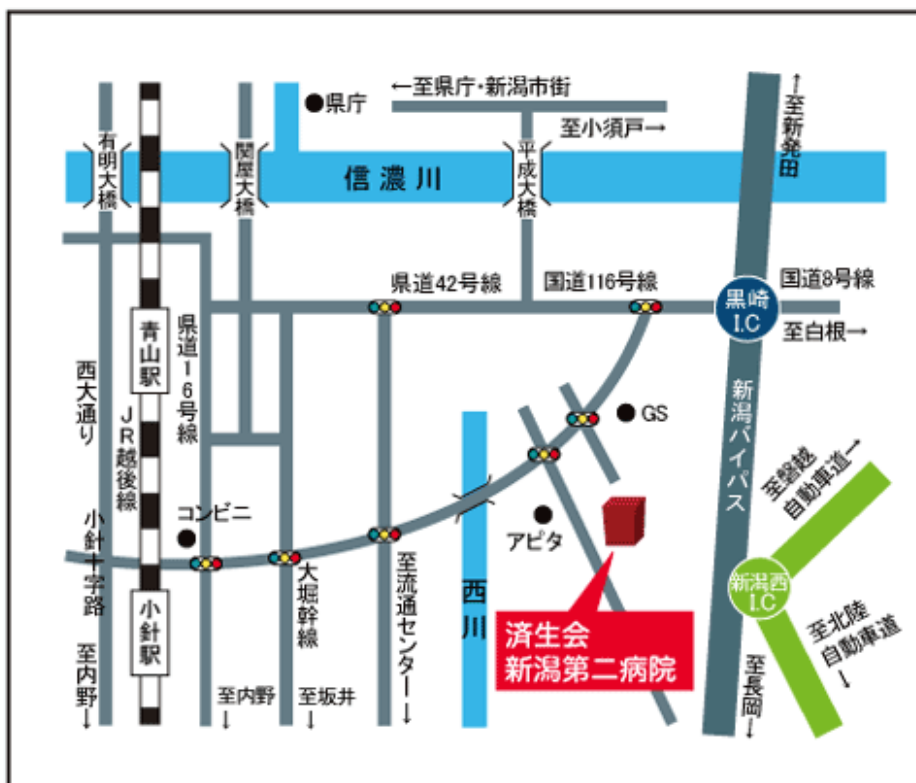 ←至県庁・新潟市街
県庁
至小須戸→
←至新発田
有明大橋
関屋大橋
平成大橋
信濃川
県道42号線
国道116号線
国道8号線
黒崎
I.C
至白根→
青山駅
県道16号線
西大通り
JR越後線
新潟バイパス
GS
至磐越
自動車道→
コンビニ
アピタ
小針十字路
小針駅
大堀幹線
至流通センター→
西川
新潟西
I.C
済生会
新潟第二病院
至北陸
自動車道→
至内野→
至内野
↓
至坂井
↓
至長岡→